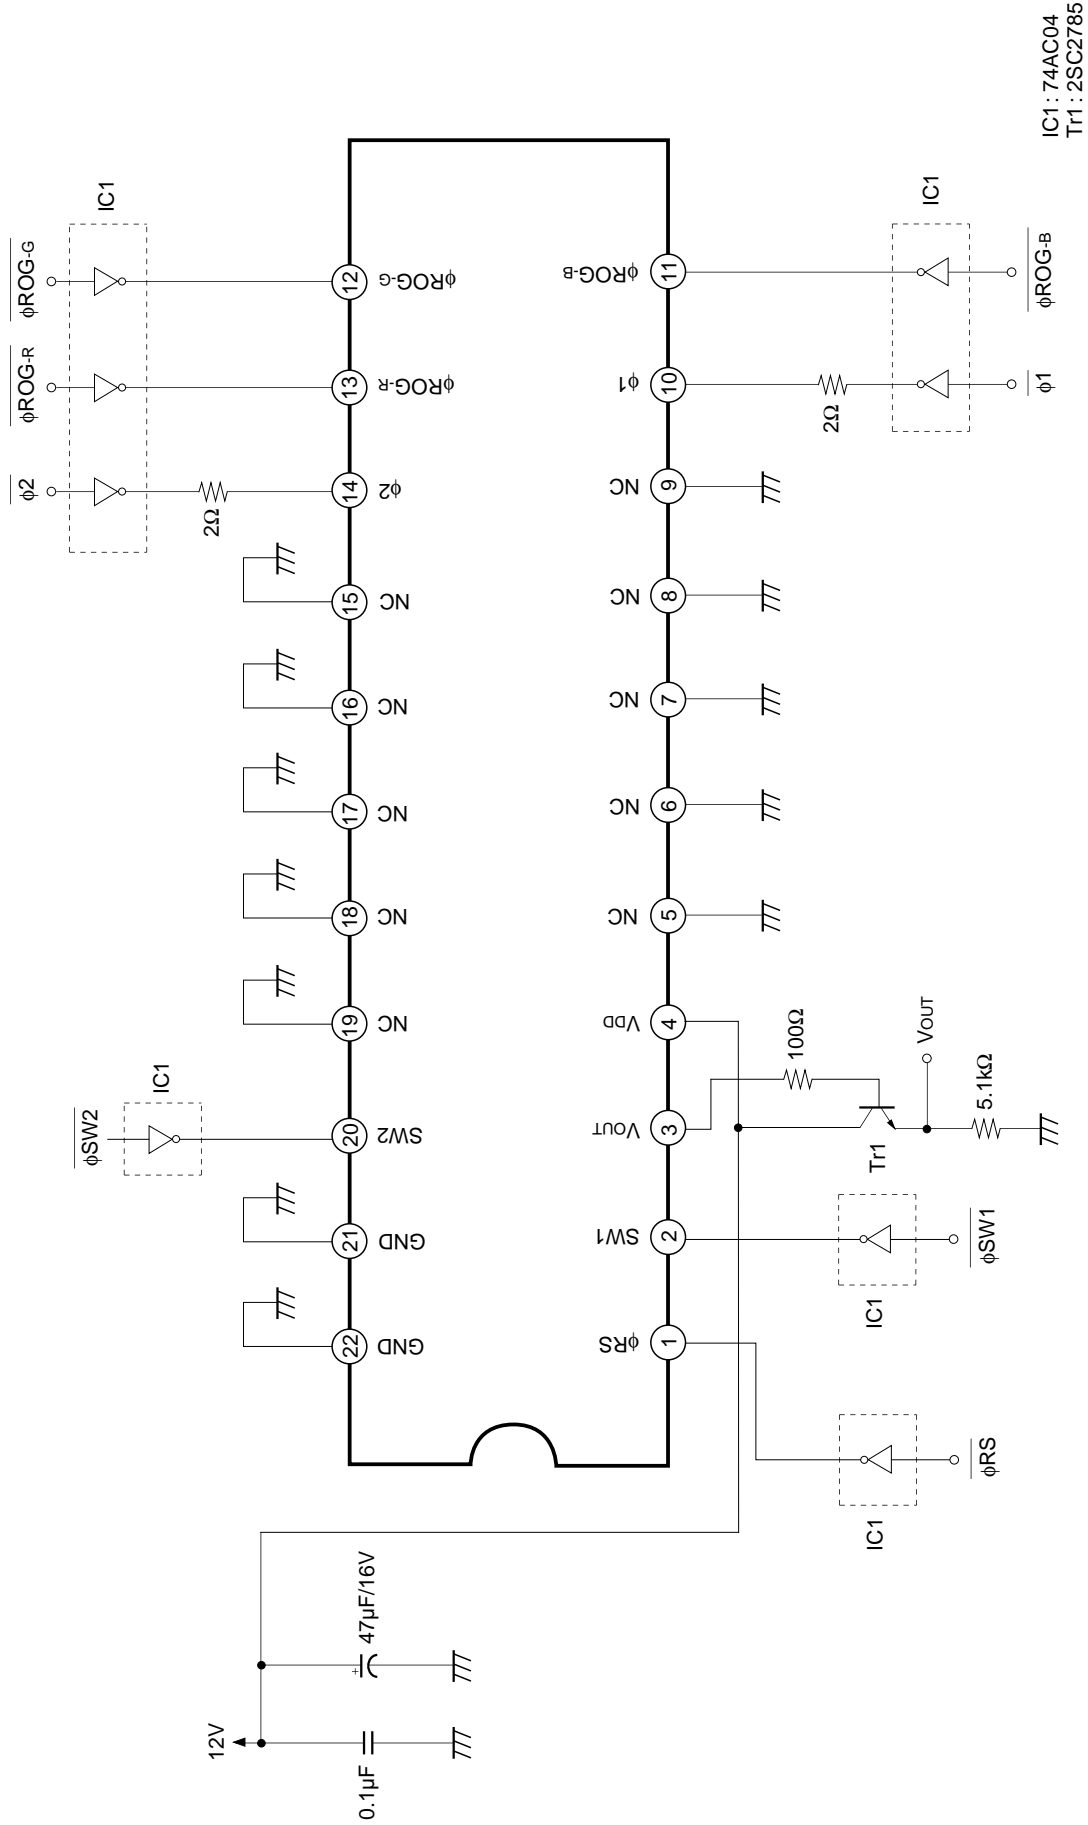 IC1 : 74AC04
Tr1 : 2SC2785
φROG-G
φROG-R
φ2
IC1
2Ω
φSW2
IC1
12
13
14
15
16
17
18
19
20
21
22
φROG-G
φROG-R
φ2
NC
NC
NC
NC
NC
SW2
GND
GND
φROG-B
φ1
NC
NC
NC
NC
NC
VDD
VOUT
SW1
φRS
11
10
9
8
7
6
5
4
3
2
1
IC1
2Ω
φROG-B
φ1
100Ω
Tr1
VOUT
5.1kΩ
IC1
φSW1
IC1
φRS
12V
0.1µF
+
47µF/16V